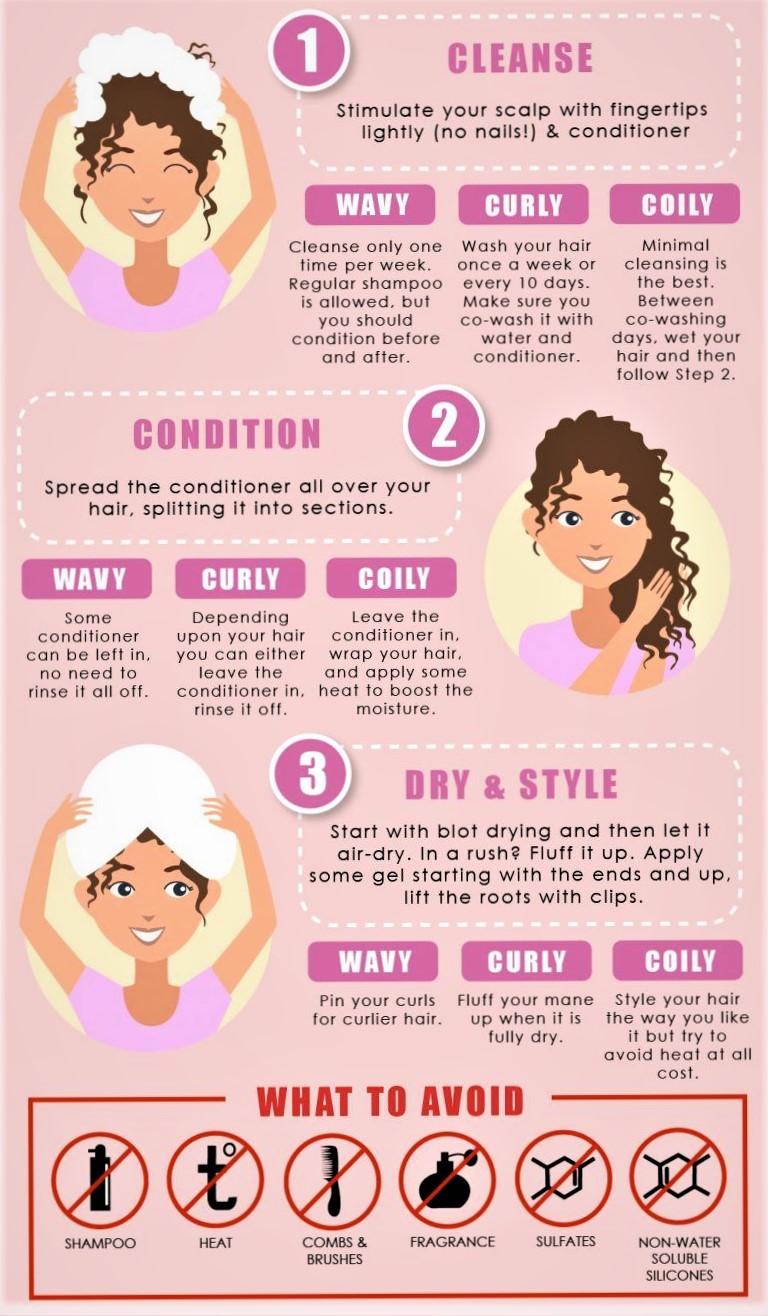 1
CLEANSE
Stimulate your scalp with fingertips
lightly (no nails!) & conditioner
WAVY
Cleanse only one
time per week.
Regular shampoo
is allowed, but
you should
condition before
and after.
CURLY
Wash your hair
once a week or
every 10 days.
Make sure you
co-wash it with
water and
conditioner.
COILY
Minimal
cleansing is
the best.
Between
co-washing
days, wet your
hair and then
follow Step 2.
2
CONDITION
Spread the conditioner all over your
hair, splitting it into sections.
WAVY
Some
conditioner
can be left in,
no need to
rinse it all off.
CURLY
Depending
upon your hair
you can either
leave the
conditioner in,
rinse it off.
COILY
Leave the
conditioner in,
wrap your hair,
and apply some
heat to boost the
moisture.
3
DRY & STYLE
Start with blot drying and then let it
air-dry. In a rush? Fluff it up. Apply
some gel starting with the ends and up,
lift the roots with clips.
WAVY
Pin your curls
for curlier hair.
CURLY
Fluff your mane
up when it is
fully dry.
COILY
Style your hair
the way you like
it but try to
avoid heat at all
cost.
WHAT TO AVOID
t°
SHAMPOO
HEAT
COMBS &
BRUSHES
FRAGRANCE
SULFATES
NON-WATER
SOLUBLE
SILICONES